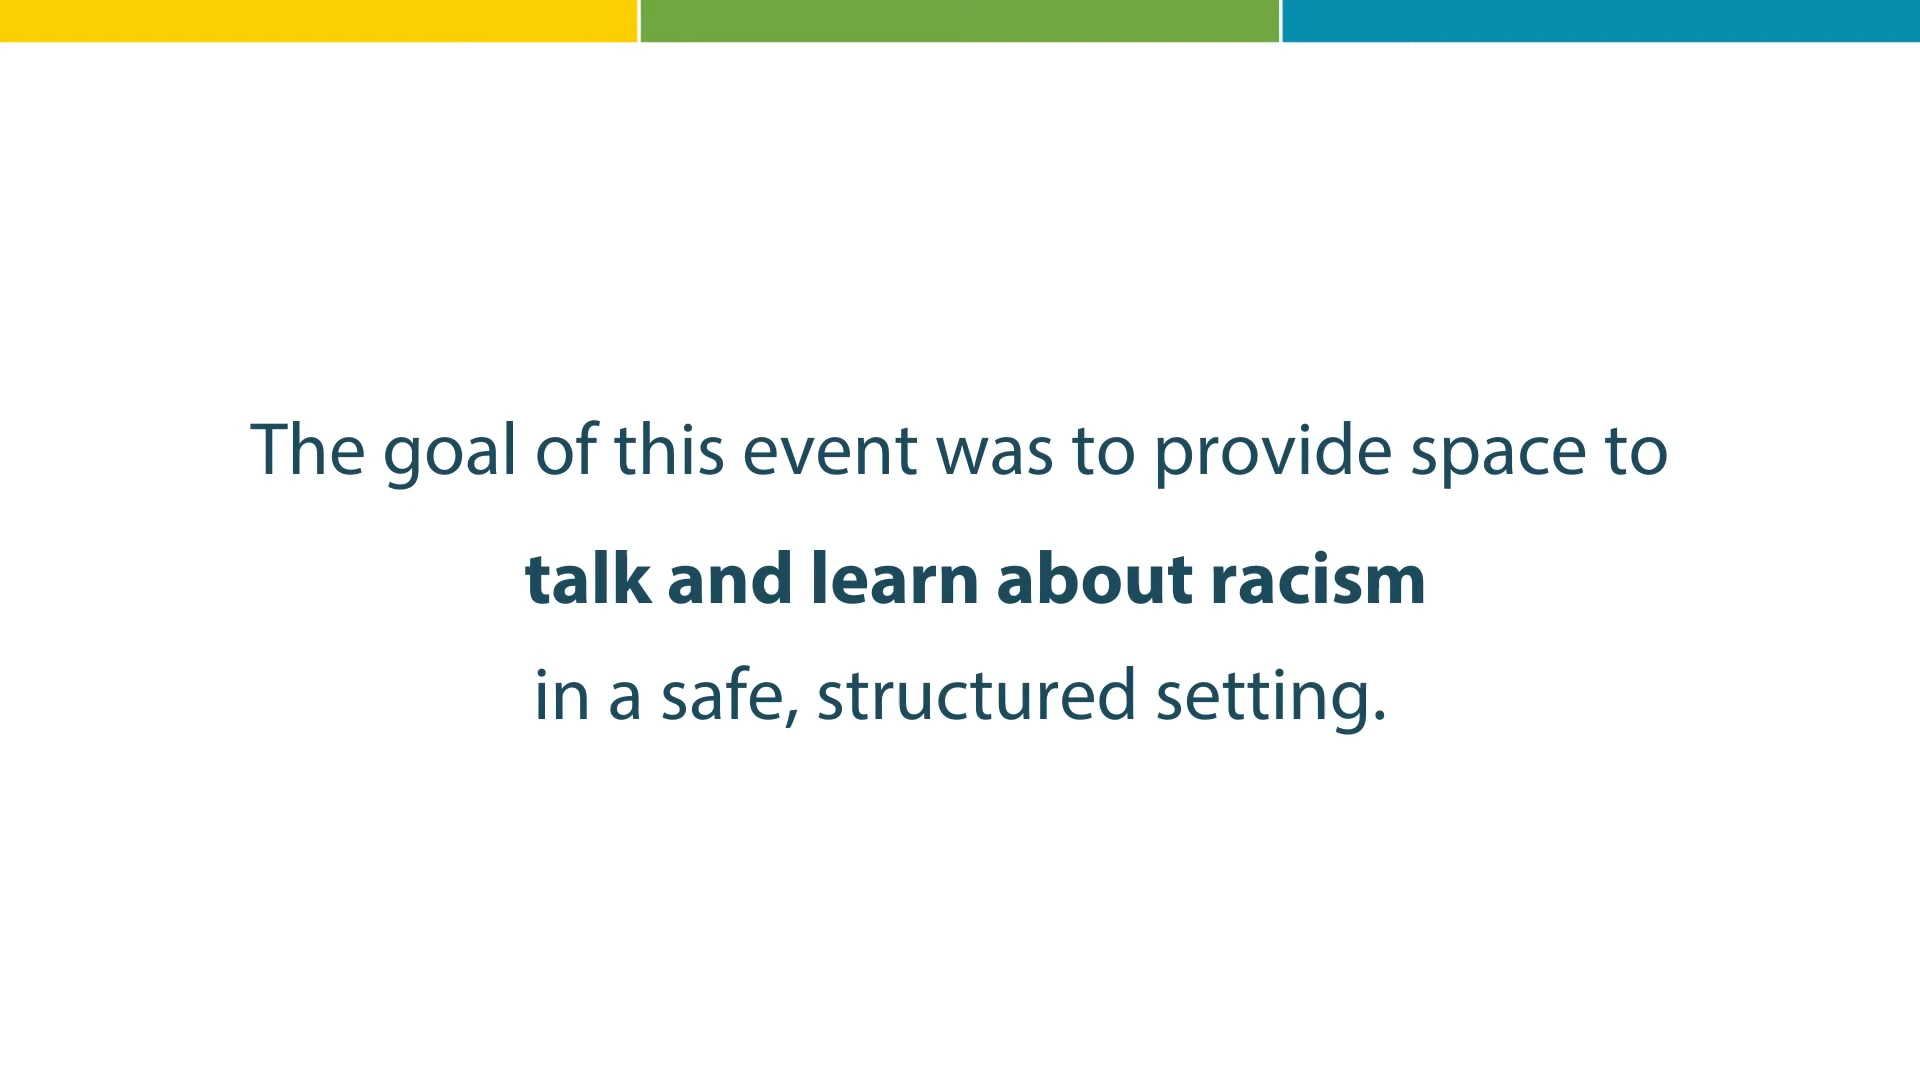 The goal of this event was to provide space to
talk and learn about racism
in a safe, structured setting.